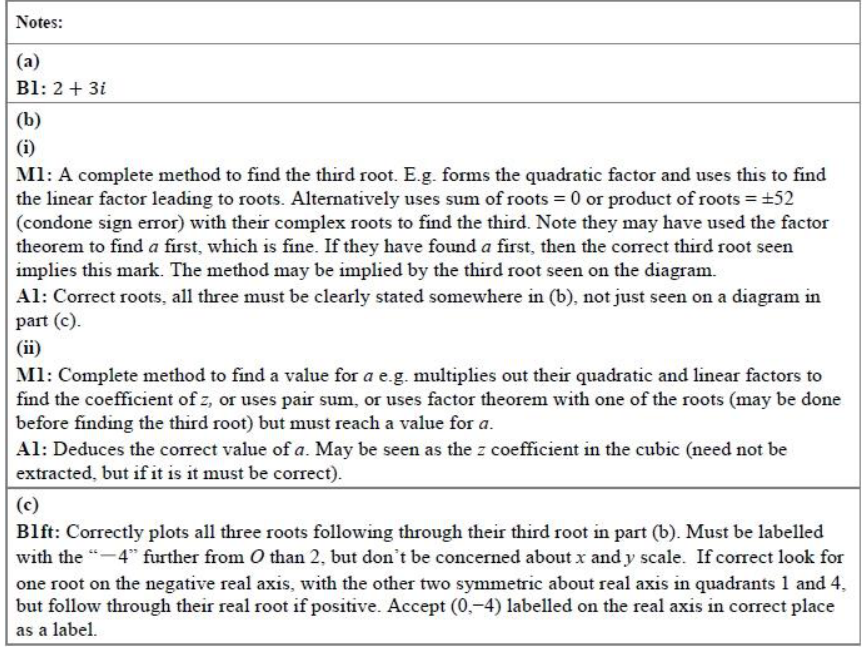 Notes:
(a)
B1: 2 + 3i
(b)
(i)
M1: A complete method to find the third root. E.g. forms the quadratic factor and uses this to find
the linear factor leading to roots. Alternatively uses sum of roots = 0 or product of roots = ±52
(condone sign error) with their complex roots to find the third. Note they may have used the factor
theorem to find a first, which is fine. If they have found a first, then the correct third root seen
implies this mark. The method may be implied by the third root seen on the diagram.
A1: Correct roots, all three must be clearly stated somewhere in (b), not just seen on a diagram in
part (c).
(ii)
M1: Complete method to find a value for a e.g. multiplies out their quadratic and linear factors to
find the coefficient of z, or uses pair sum, or uses factor theorem with one of the roots (may be done
before finding the third root) but must reach a value for a.
A1: Deduces the correct value of a. May be seen as the z coefficient in the cubic (need not be
extracted, but if it is it must be correct).
(c)
B1ft: Correctly plots all three roots following through their third root in part (b). Must be labelled
with the “−4” further from O than 2, but don’t be concerned about x and y scale. If correct look for
one root on the negative real axis, with the other two symmetric about real axis in quadrants 1 and 4,
but follow through their real root if positive. Accept (0,−4) labelled on the real axis in correct place
as a label.